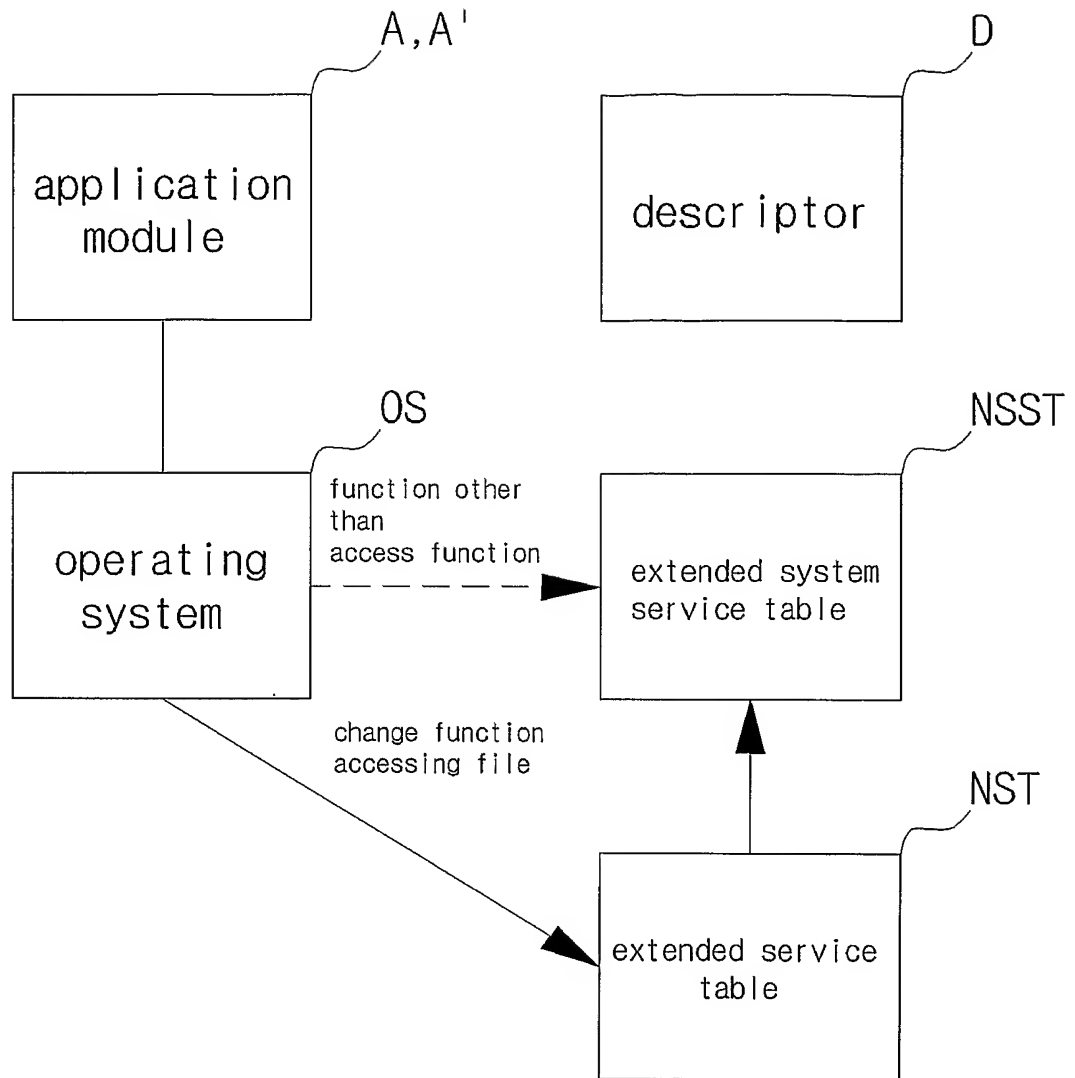 A,A'
D
application
module
descriptor
OS
NSST
function other
than
access function
operating
system
extended system
service table
change function
accessing file
NST
extended service
table